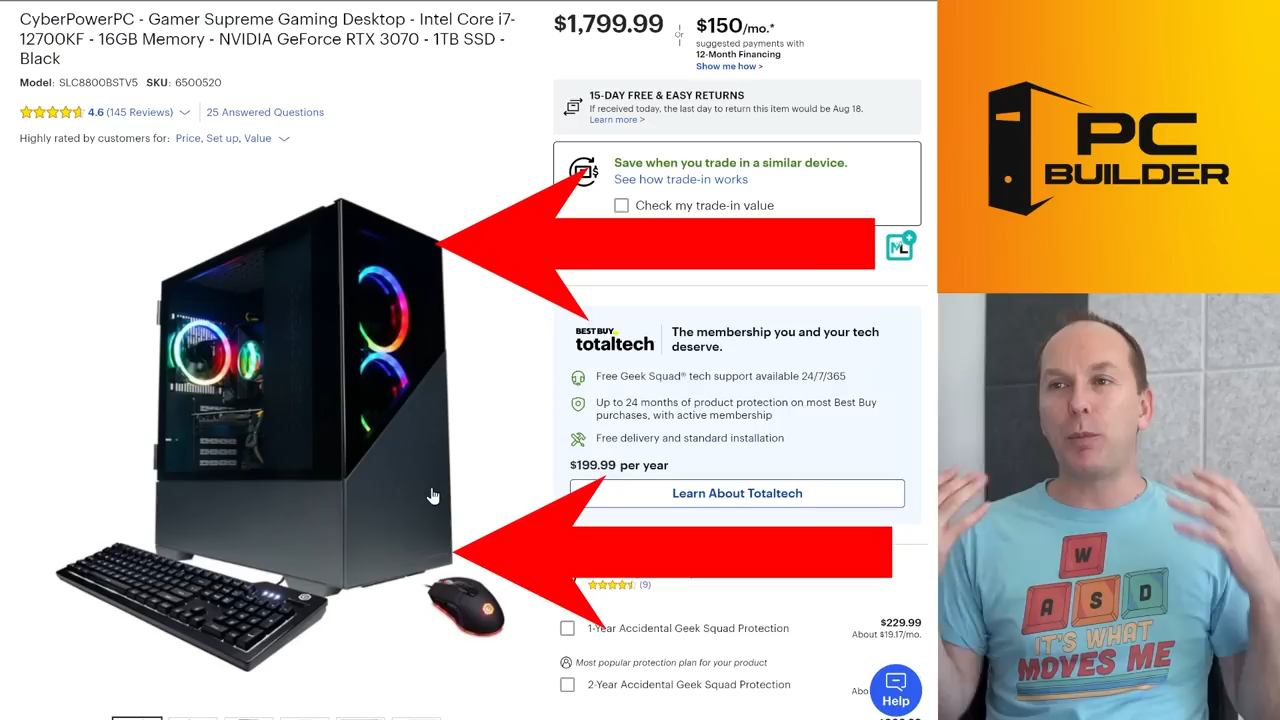 CyberPowerPC - Gamer Supreme Gaming Desktop - Intel Core i7-
12700KF - 16GB Memory - NVIDIA GeForce RTX 3070 - 1TB SSD -
Black
Model: SLC8800BSTV5 SKU: 6500520
4.6 (145 Reviews) 25 Answered Questions
Highly rated by customers for: Price, Set up, Value
$1,799.99
Or
$150/mo.*
suggested payments with
12-Month Financing
Show me how >
15-DAY FREE & EASY RETURNS
If received today, the last day to return this item would be Aug 18.
Learn more >
Save when you trade in a similar device.
See how trade-in works
Check my trade-in value
ML
BEST BUY
totaltech
The membership you and your tech
deserve.
Free Geek Squad® tech support available 24/7/365
Up to 24 months of product protection on most Best Buy
purchases, with active membership
Free delivery and standard installation
$199.99 per year
Learn About Totaltech
(9)
1-Year Accidental Geek Squad Protection
$229.99
About $19.17/mo.
Most popular protection plan for your product
2-Year Accidental Geek Squad Protection
Abo
Help
PC
BUILDER
W
A S D
IT'S WHAT
MOVES ME